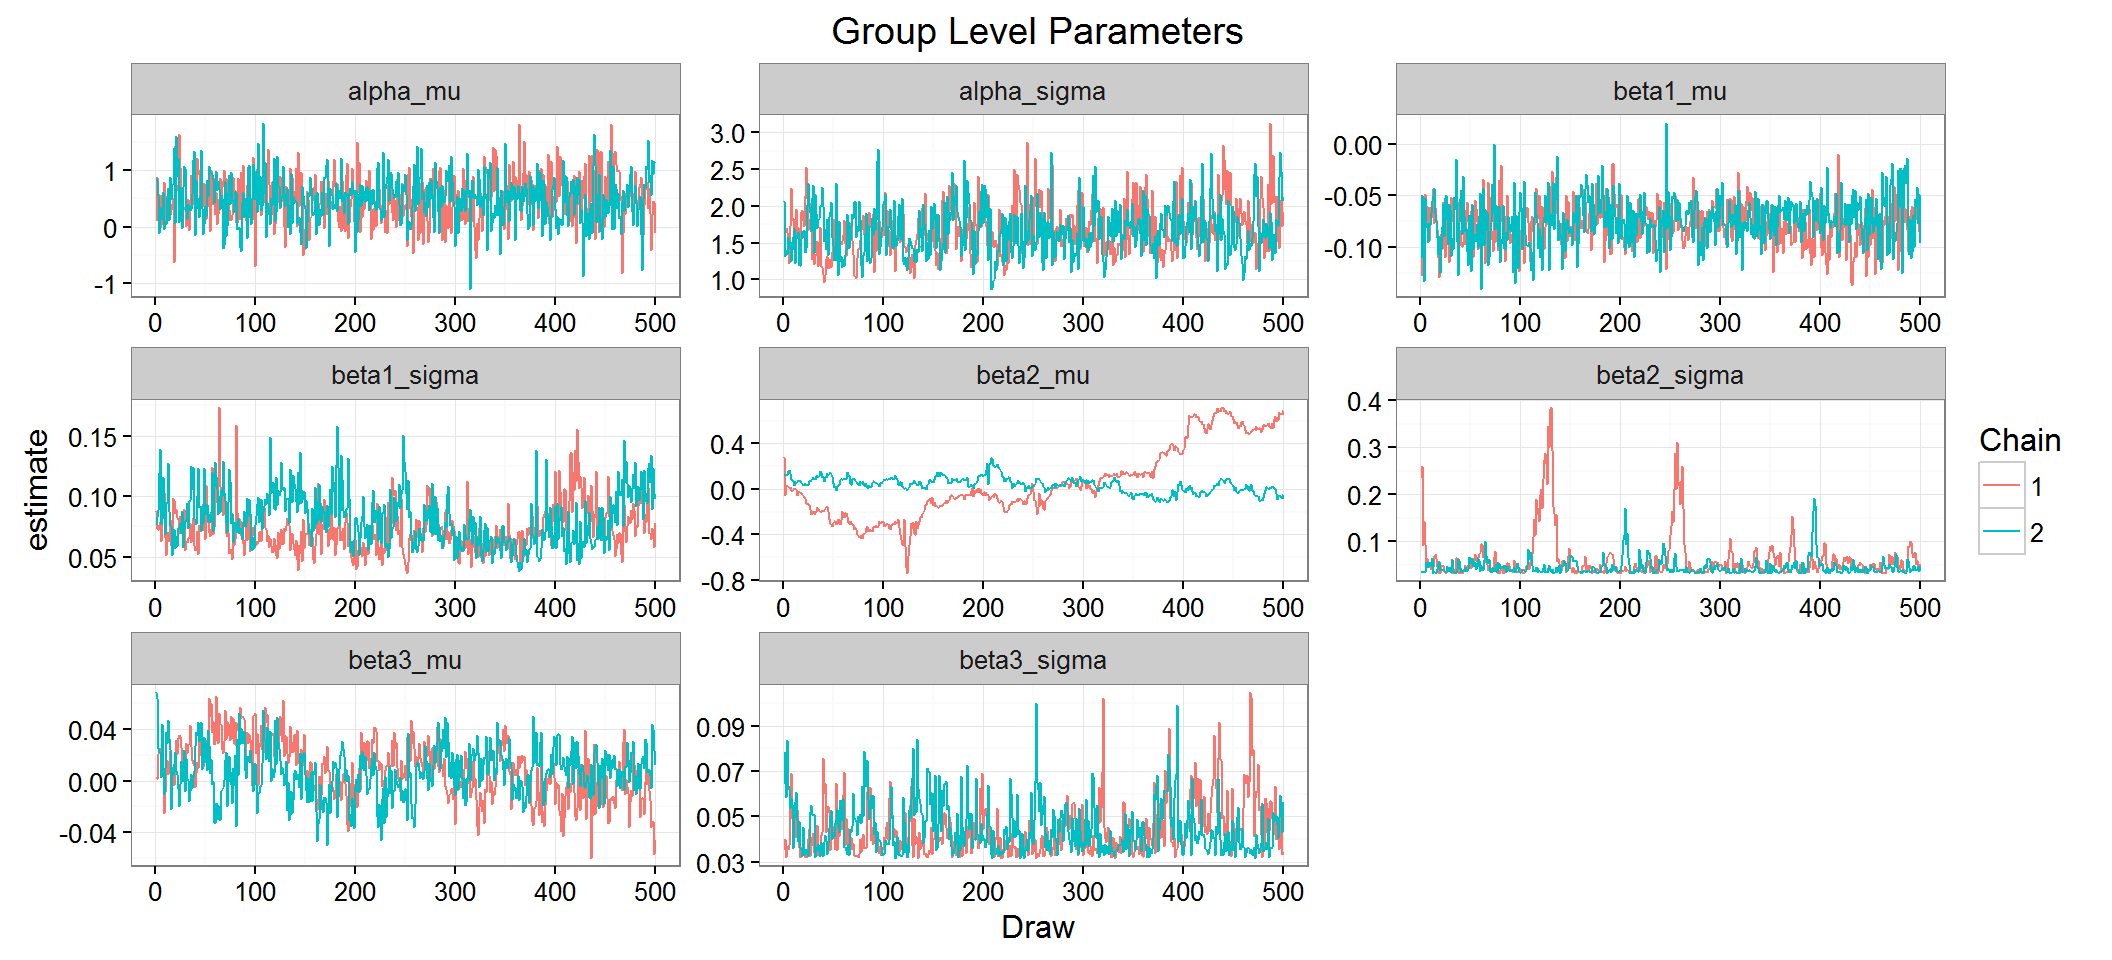 Group Level Parameters
alpha_mu alpha_sigma beta1_mu
1 0 -1
3.0 2.5 2.0 1.5 1.0
0.00 -0.05 -0.10
0 100 200 300 400 500 0 100 200 300 400 500 0 100 200 300 400 500
beta1_sigma beta2_mu beta2_sigma
estimate
0.15 0.10 0.05
0.4 0.0 -0.4 -0.8
0.4 0.3 0.2 0.1
0 100 200 300 400 500 0 100 200 300 400 500 0 100 200 300 400 500
Chain
1
2
beta3_mu beta3_sigma
0.04 0.00 -0.04
0.09 0.07 0.05 0.03
0 100 200 300 400 500 0 100 200 300 400 500
Draw